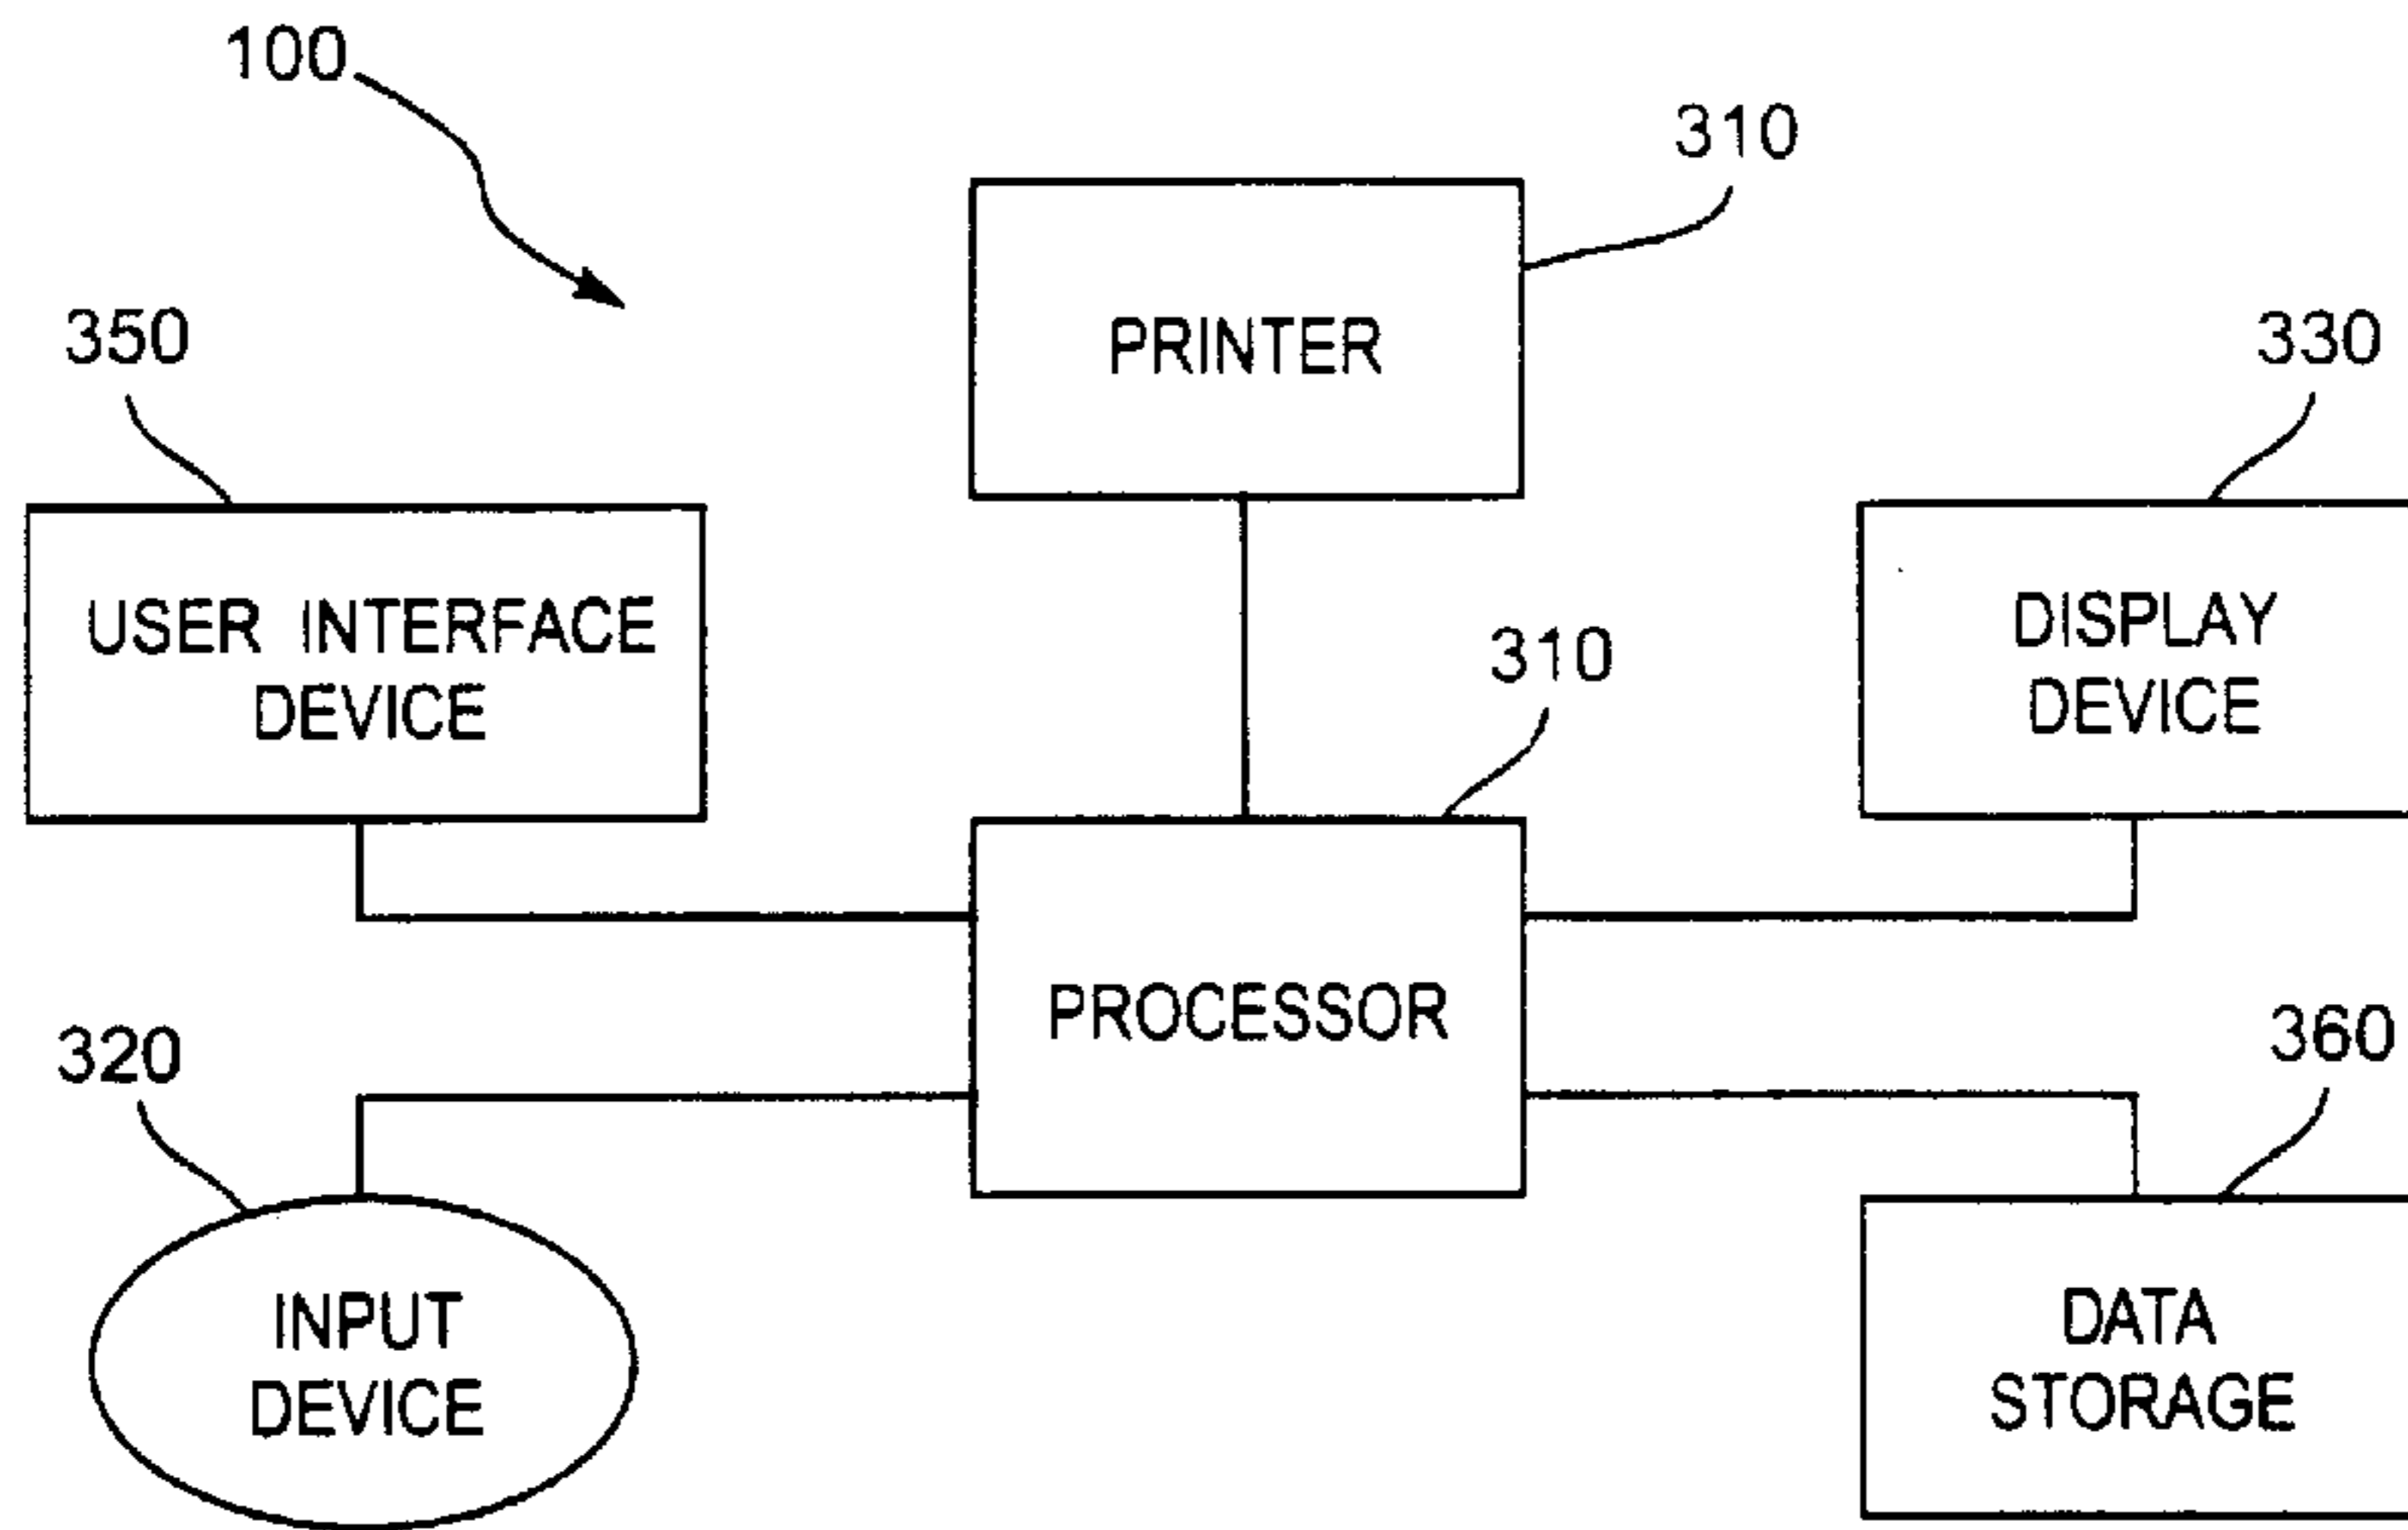 100
310
PRINTER
350
330
USER INTERFACE
DEVICE
DISPLAY
DEVICE
310
PROCESSOR
320
360
INPUT
DEVICE
DATA
STORAGE